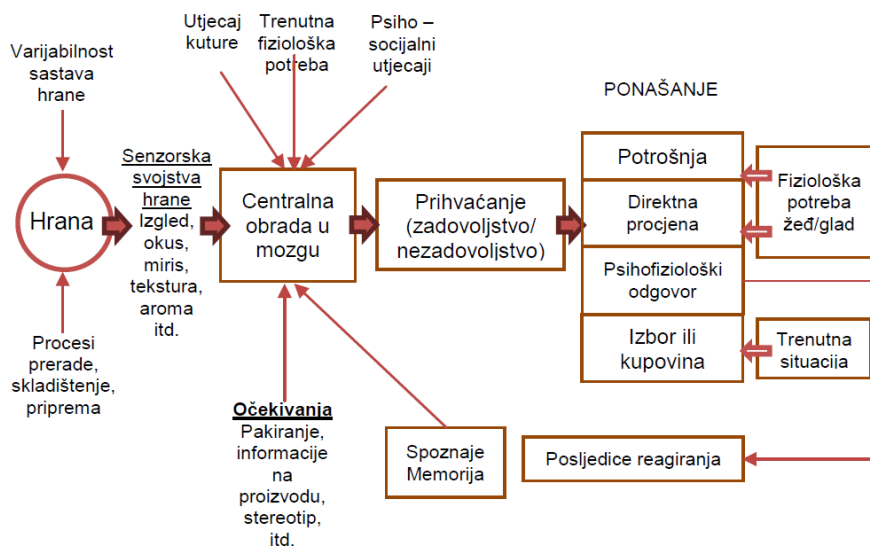 Varijabilnost
sastava
hrane
Hrana
Procesi
prerade,
skladištenje,
priprema
Senzorska
svojstva
hrane
Izgled,
okus,
miris,
tekstura,
aroma
itd.
Utjecaj
kuture
Trenutna
fiziološka
potreba
Psiho –
socijalni
utjecaji
Centralna
obrada u
mozgu
Očekivanja
Pakiranje,
informacije
na
proizvodu,
stereotip,
itd.
Prihvaćanje
(zadovoljstvo/
nezadovoljstvo)
Spoznaje
Memorija
PONAŠANJE
Potrošnja
Direktna
procjena
Psihofiziološki
odgovor
Izbor ili
kupovina
Fiziološka
potreba
žeđ/glad
Trenutna
situacija
Posljedice reagiranja